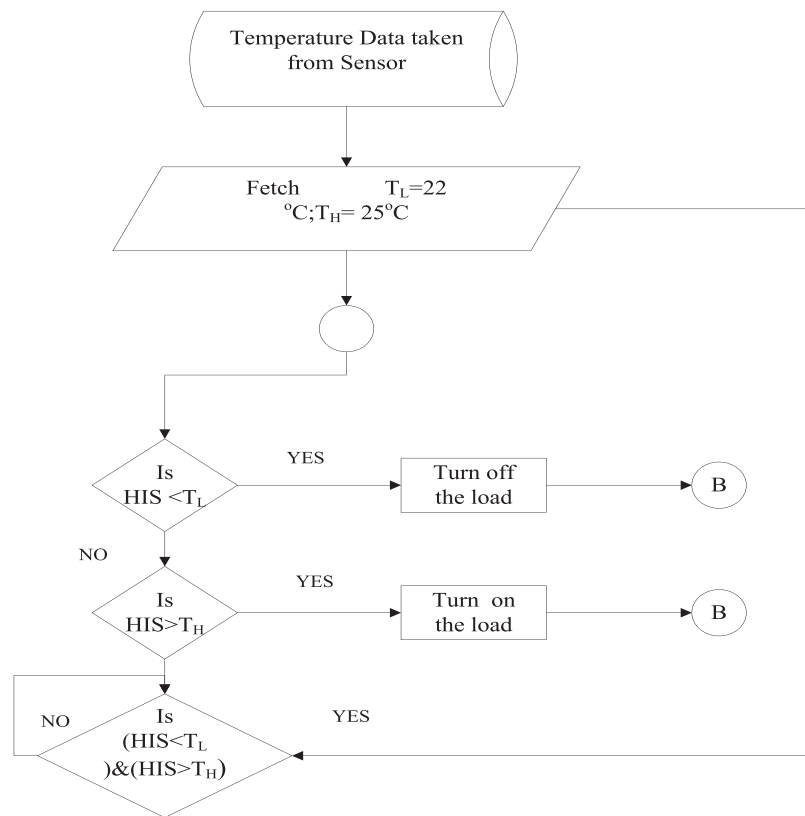 Temperature Data taken
from Sensor
Fetch T_L=22
°C;T_H= 25°C
Is
HIS <T_L
YES
Turn off
the load
B
NO
Is
HIS>T_H
YES
Turn on
the load
B
Is
(HIS<T_L
)&(HIS>T_H)
NO
YES